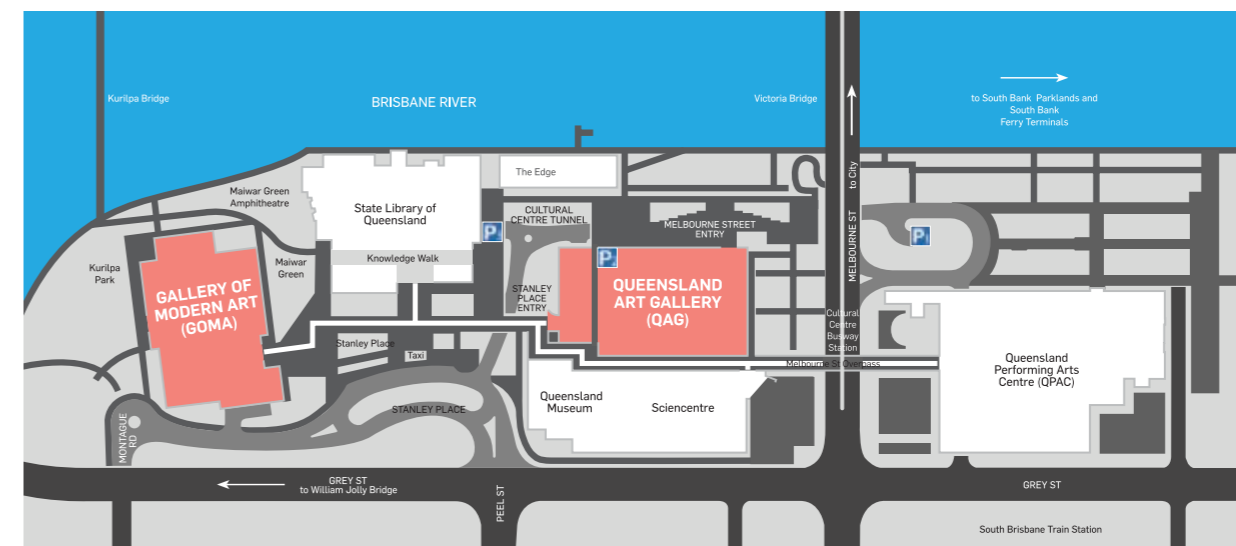 Kurilpa Bridge
BRISBANE RIVER
Victoria Bridge
to South Bank Parklands and
South Bank
Ferry Terminals
to City
MELBOURNE ST
The Edge
Maiwar Green
Amphitheatre
State Library of
Queensland
CULTURAL
CENTRE TUNNEL
MELBOURNE STREET
ENTRY
P
P
P
Knowledge Walk
Kurilpa
Park
Maiwar
Green
GALLERY OF
MODERN ART
(GOMA)
STANLEY
PLACE
ENTRY
QUEENSLAND
ART GALLERY
(QAG)
Cultural
Centre
Busway
Station
Stanley Place
Taxi
Melbourne St Overpass
Queensland
Performing Arts
Centre (QPAC)
Queensland
Museum
Sciencentre
STANLEY PLACE
MONTAGUE
RD
GREY ST
to William Jolly Bridge
PEEL ST
GREY ST
South Brisbane Train Station